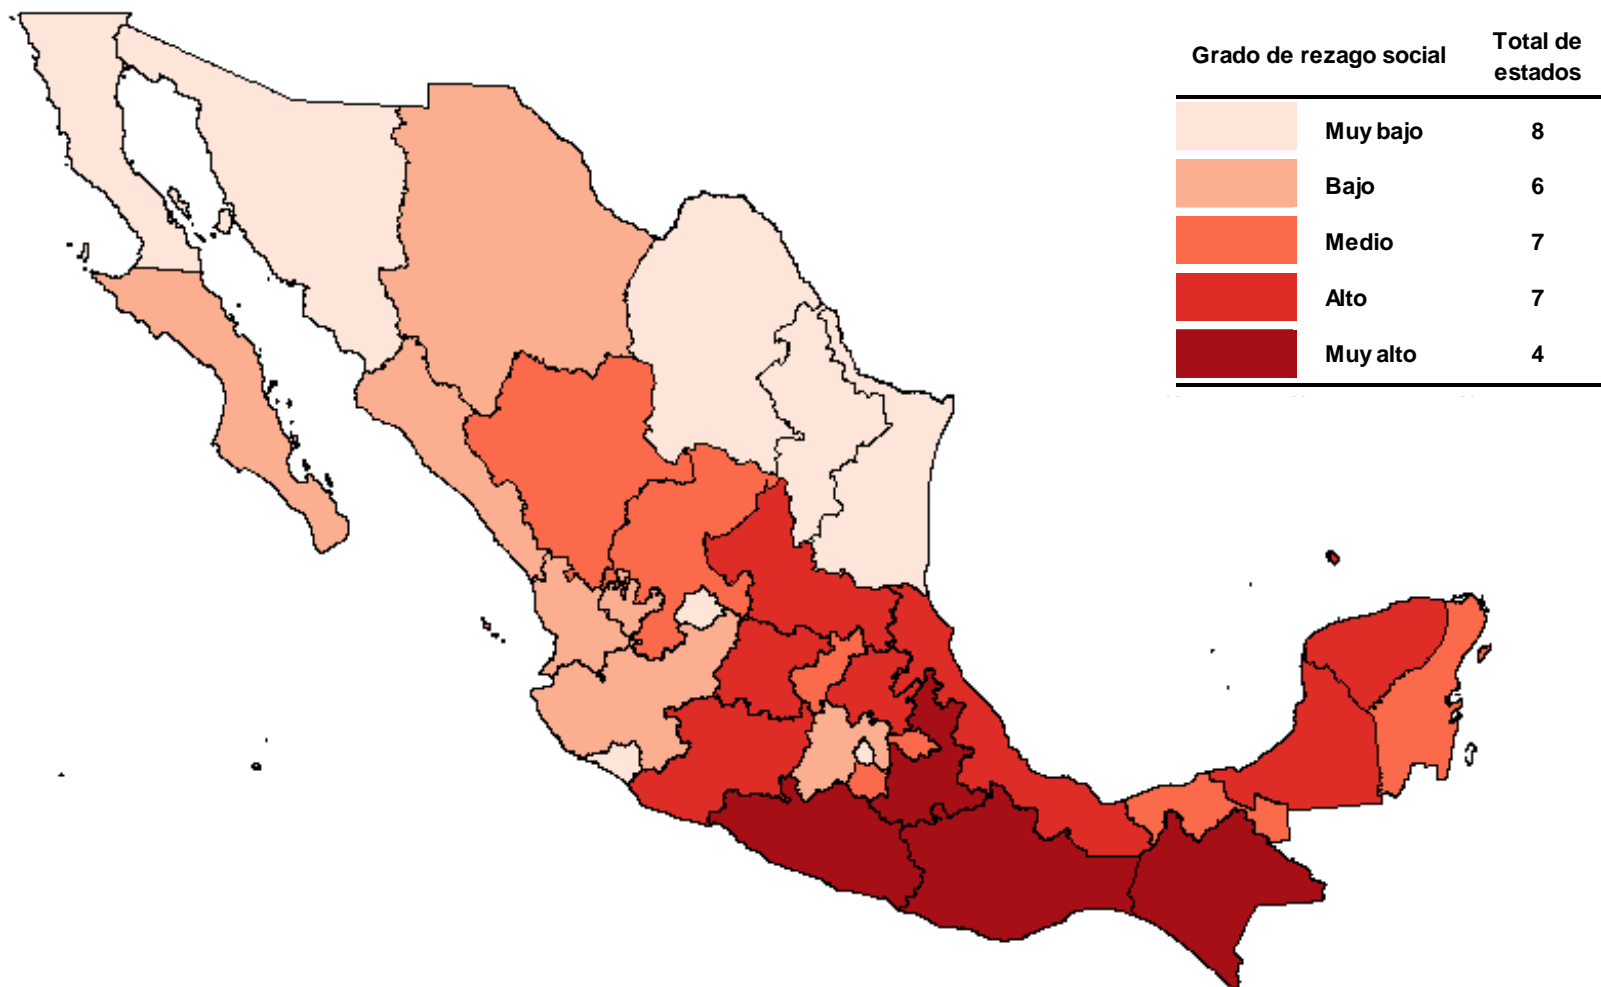 Grado de rezago social Total de estados
Muy bajo 8
Bajo 6
Medio 7
Alto 7
Muy alto 4